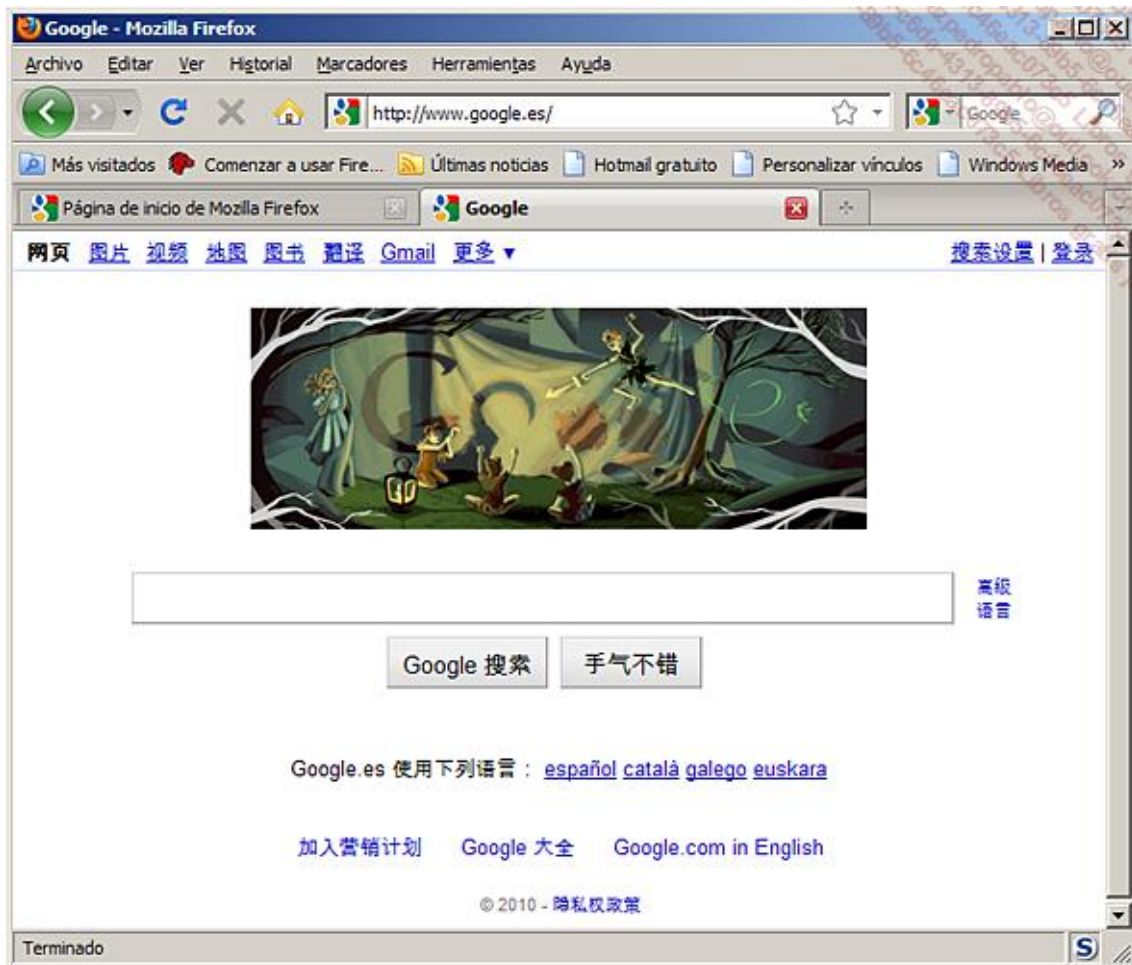 Google - Mozilla Firefox
Archivo Editar Ver Historial Marcadores Herramientas Ayuda
http://www.google.es/ Google
Más visitados Comenzar a usar Fire... Últimas noticias Hotmail gratuito Personalizar vínculos Windows Media »
Página de inicio de Mozilla Firefox Google
网页 图片 视频 地图 图书 翻译 Gmail 更多 ▼ 搜索设置 | 登录
高级
语言
Google 搜索 手气不错
Google.es 使用下列语言： español català galego euskara
加入营销计划 Google 大全 Google.com in English
© 2010 - 隐私权政策
Terminado S